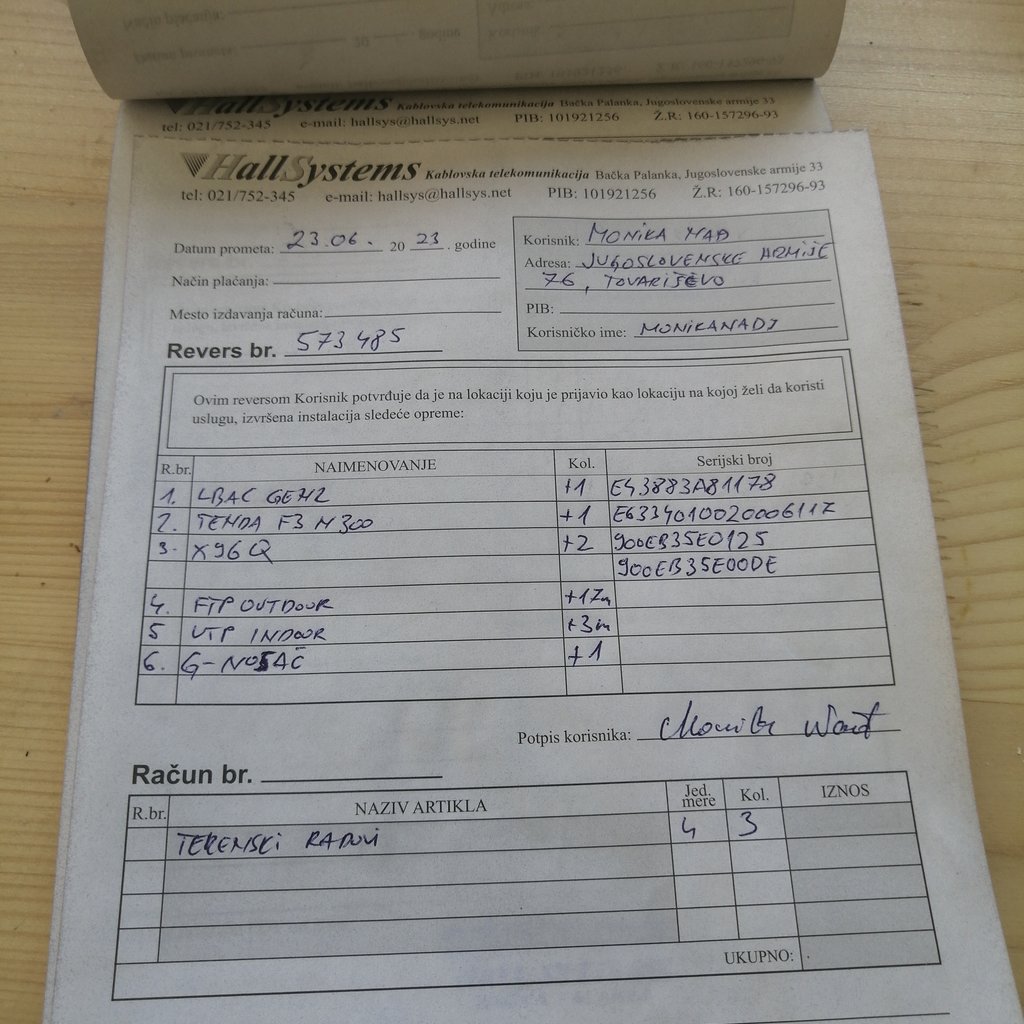 HallSystems Kablovska telekomunikacija Bačka Palanka, Jugoslovenske armije 33
tel: 021/752-345 e-mail: hallsys@hallsys.net PIB: 101921256 Ž.R: 160-157296-93
HallSystems Kablovska telekomunikacija Bačka Palanka, Jugoslovenske armije 33
tel: 021/752-345 e-mail: hallsys@hallsys.net PIB: 101921256 Ž.R: 160-157296-93
Datum prometa: 23.06. 20 23. godine
Način plaćanja:
Mesto izdavanja računa:
Revers br. 573485
Korisnik: MONIKA NAĐ
Adresa: JUGOSLOVENSKE ARMIJE
76, TOVARIŠEVO
PIB:
Korisničko ime: MONIKANADJ
Ovim reversom Korisnik potvrđuje da je na lokaciji koju je prijavio kao lokaciju na kojoj želi da koristi
uslugu, izvršena instalacija sledeće opreme:
R.br. NAIMENOVANJE Kol. Serijski broj
1. LBAC GEN2 +1 E43883A81178
2. TENDA F3 N300 +1 E6334010020006117
3. X96Q +2 900EB35E0125
900EB35E00DE
4. FTP OUTDOOR +17m
5 UTP INDOOR +3m
6. G-NOSAČ +1
Potpis korisnika: Monika
Račun br.
R.br. NAZIV ARTIKLA Jed. mere Kol. IZNOS
TERENSKI RADOVI h 3
UKUPNO: